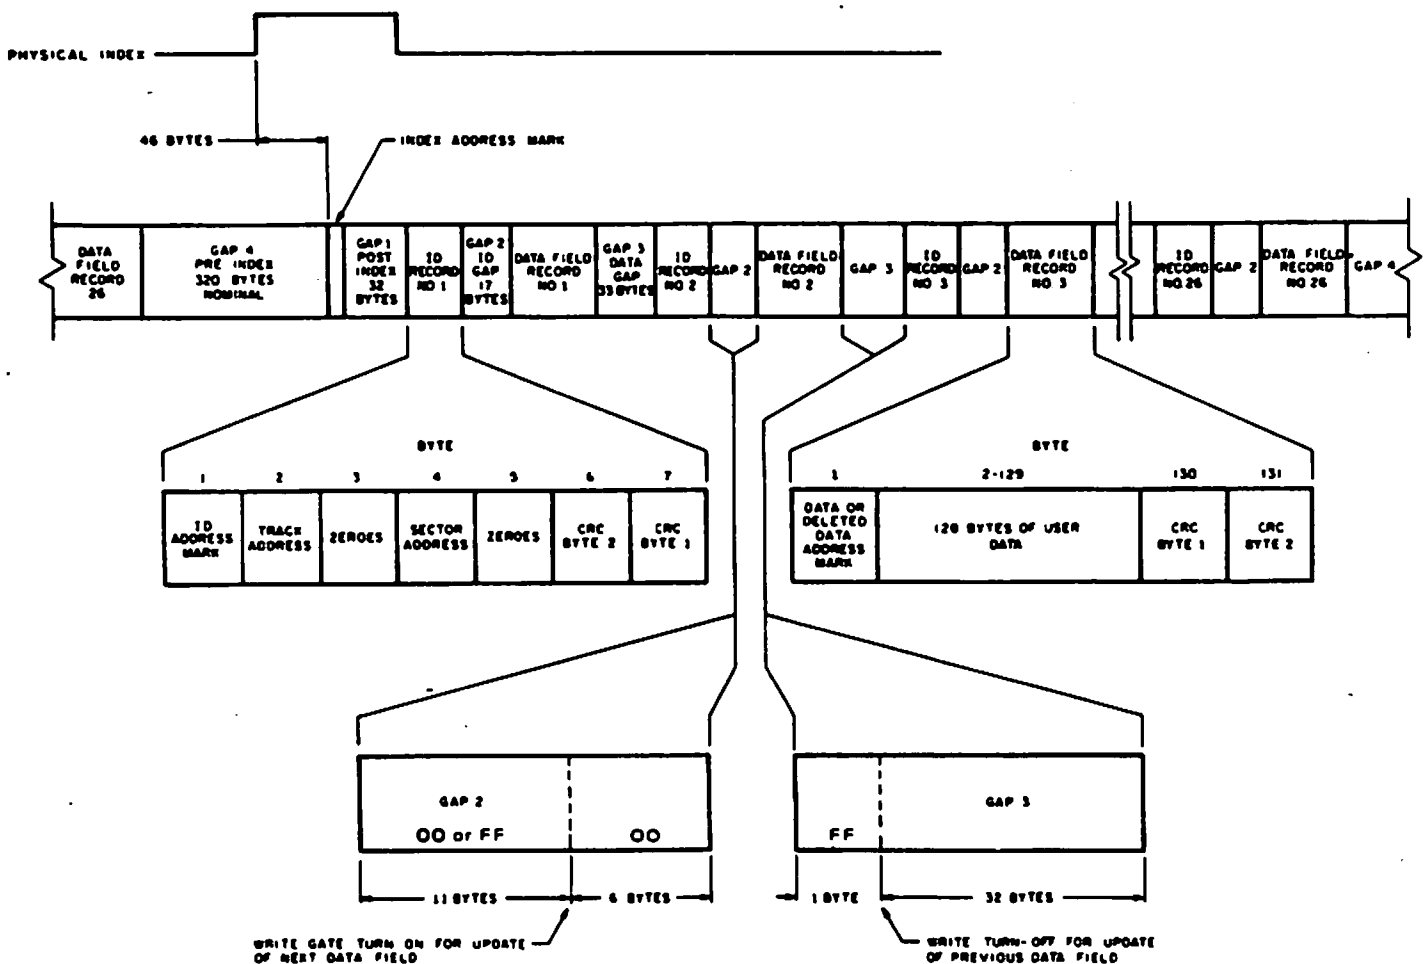 PHYSICAL INDEX
46 BYTES
INDEX ADDRESS MARK
DATA
FIELD
RECORD
26
GAP 4
PRE INDEX
320 BYTES
NOMINAL
GAP 1
POST
INDEX
32
BYTES
ID
RECORD
NO 1
GAP 2
ID
GAP
17
BYTES
DATA FIELD
RECORD
NO 1
GAP 3
DATA
GAP
33 BYTES
ID
RECORD
NO 2
GAP 2
DATA FIELD
RECORD
NO 2
GAP 3
ID
RECORD
NO 3
GAP 2
DATA FIELD
RECORD
NO 3
ID
RECORD
NO 26
GAP 2
DATA FIELD
RECORD
NO 26
GAP 4
BYTE
1 2 3 4 5 6 7
ID
ADDRESS
MARK
TRACK
ADDRESS
ZEROES
SECTOR
ADDRESS
ZEROES
CRC
BYTE 2
CRC
BYTE 1
BYTE
1 2-129 130 131
DATA OR
DELETED
DATA
ADDRESS
MARK
128 BYTES OF USER
DATA
CRC
BYTE 1
CRC
BYTE 2
GAP 2
00 or FF
00
11 BYTES
6 BYTES
WRITE GATE TURN ON FOR UPDATE
OF NEXT DATA FIELD
GAP 3
FF
1 BYTE
32 BYTES
WRITE TURN-OFF FOR UPDATE
OF PREVIOUS DATA FIELD